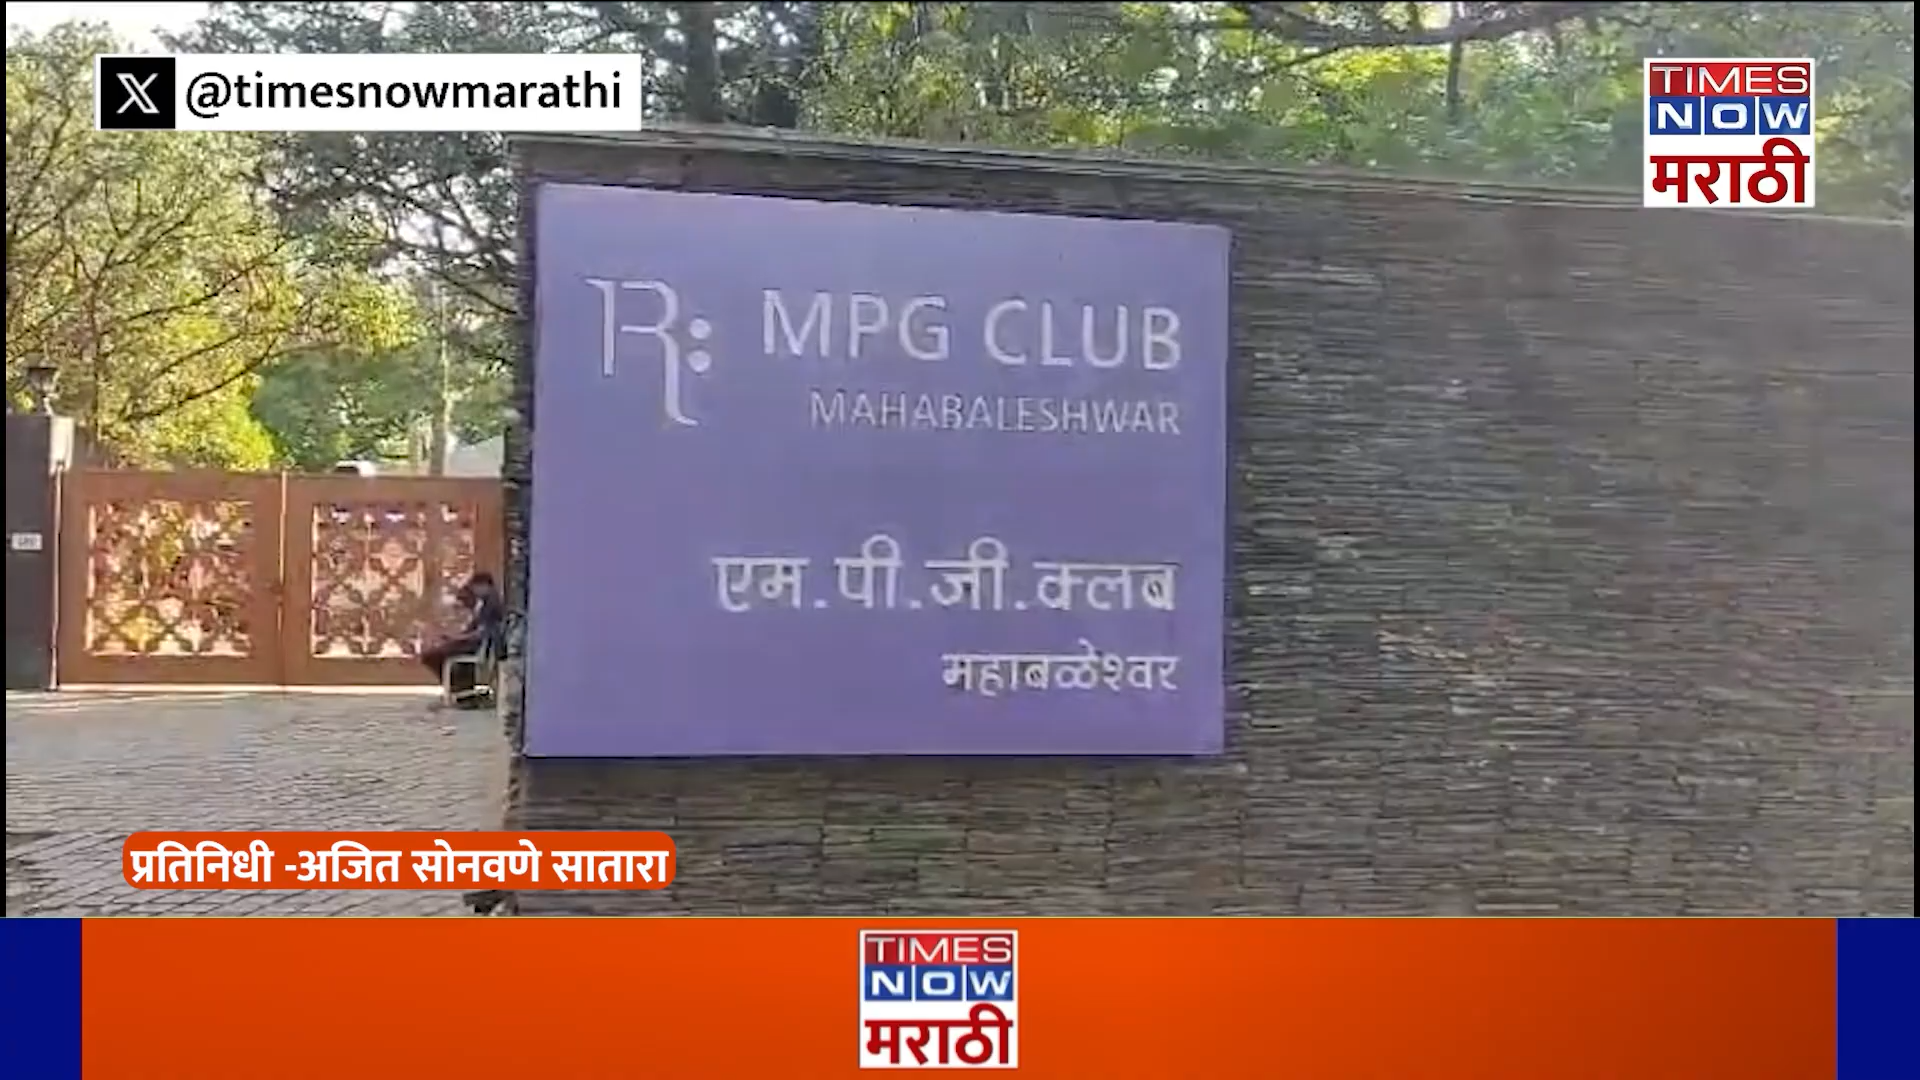 X @timesnowmarathi
TIMES
NOW
मराठी
R:
MPG CLUB
MAHABALESHWAR
एम.पी.जी.क्लब
महाबळेश्वर
प्रतिनिधी -अजित सोनवणे सातारा
TIMES
NOW
मराठी